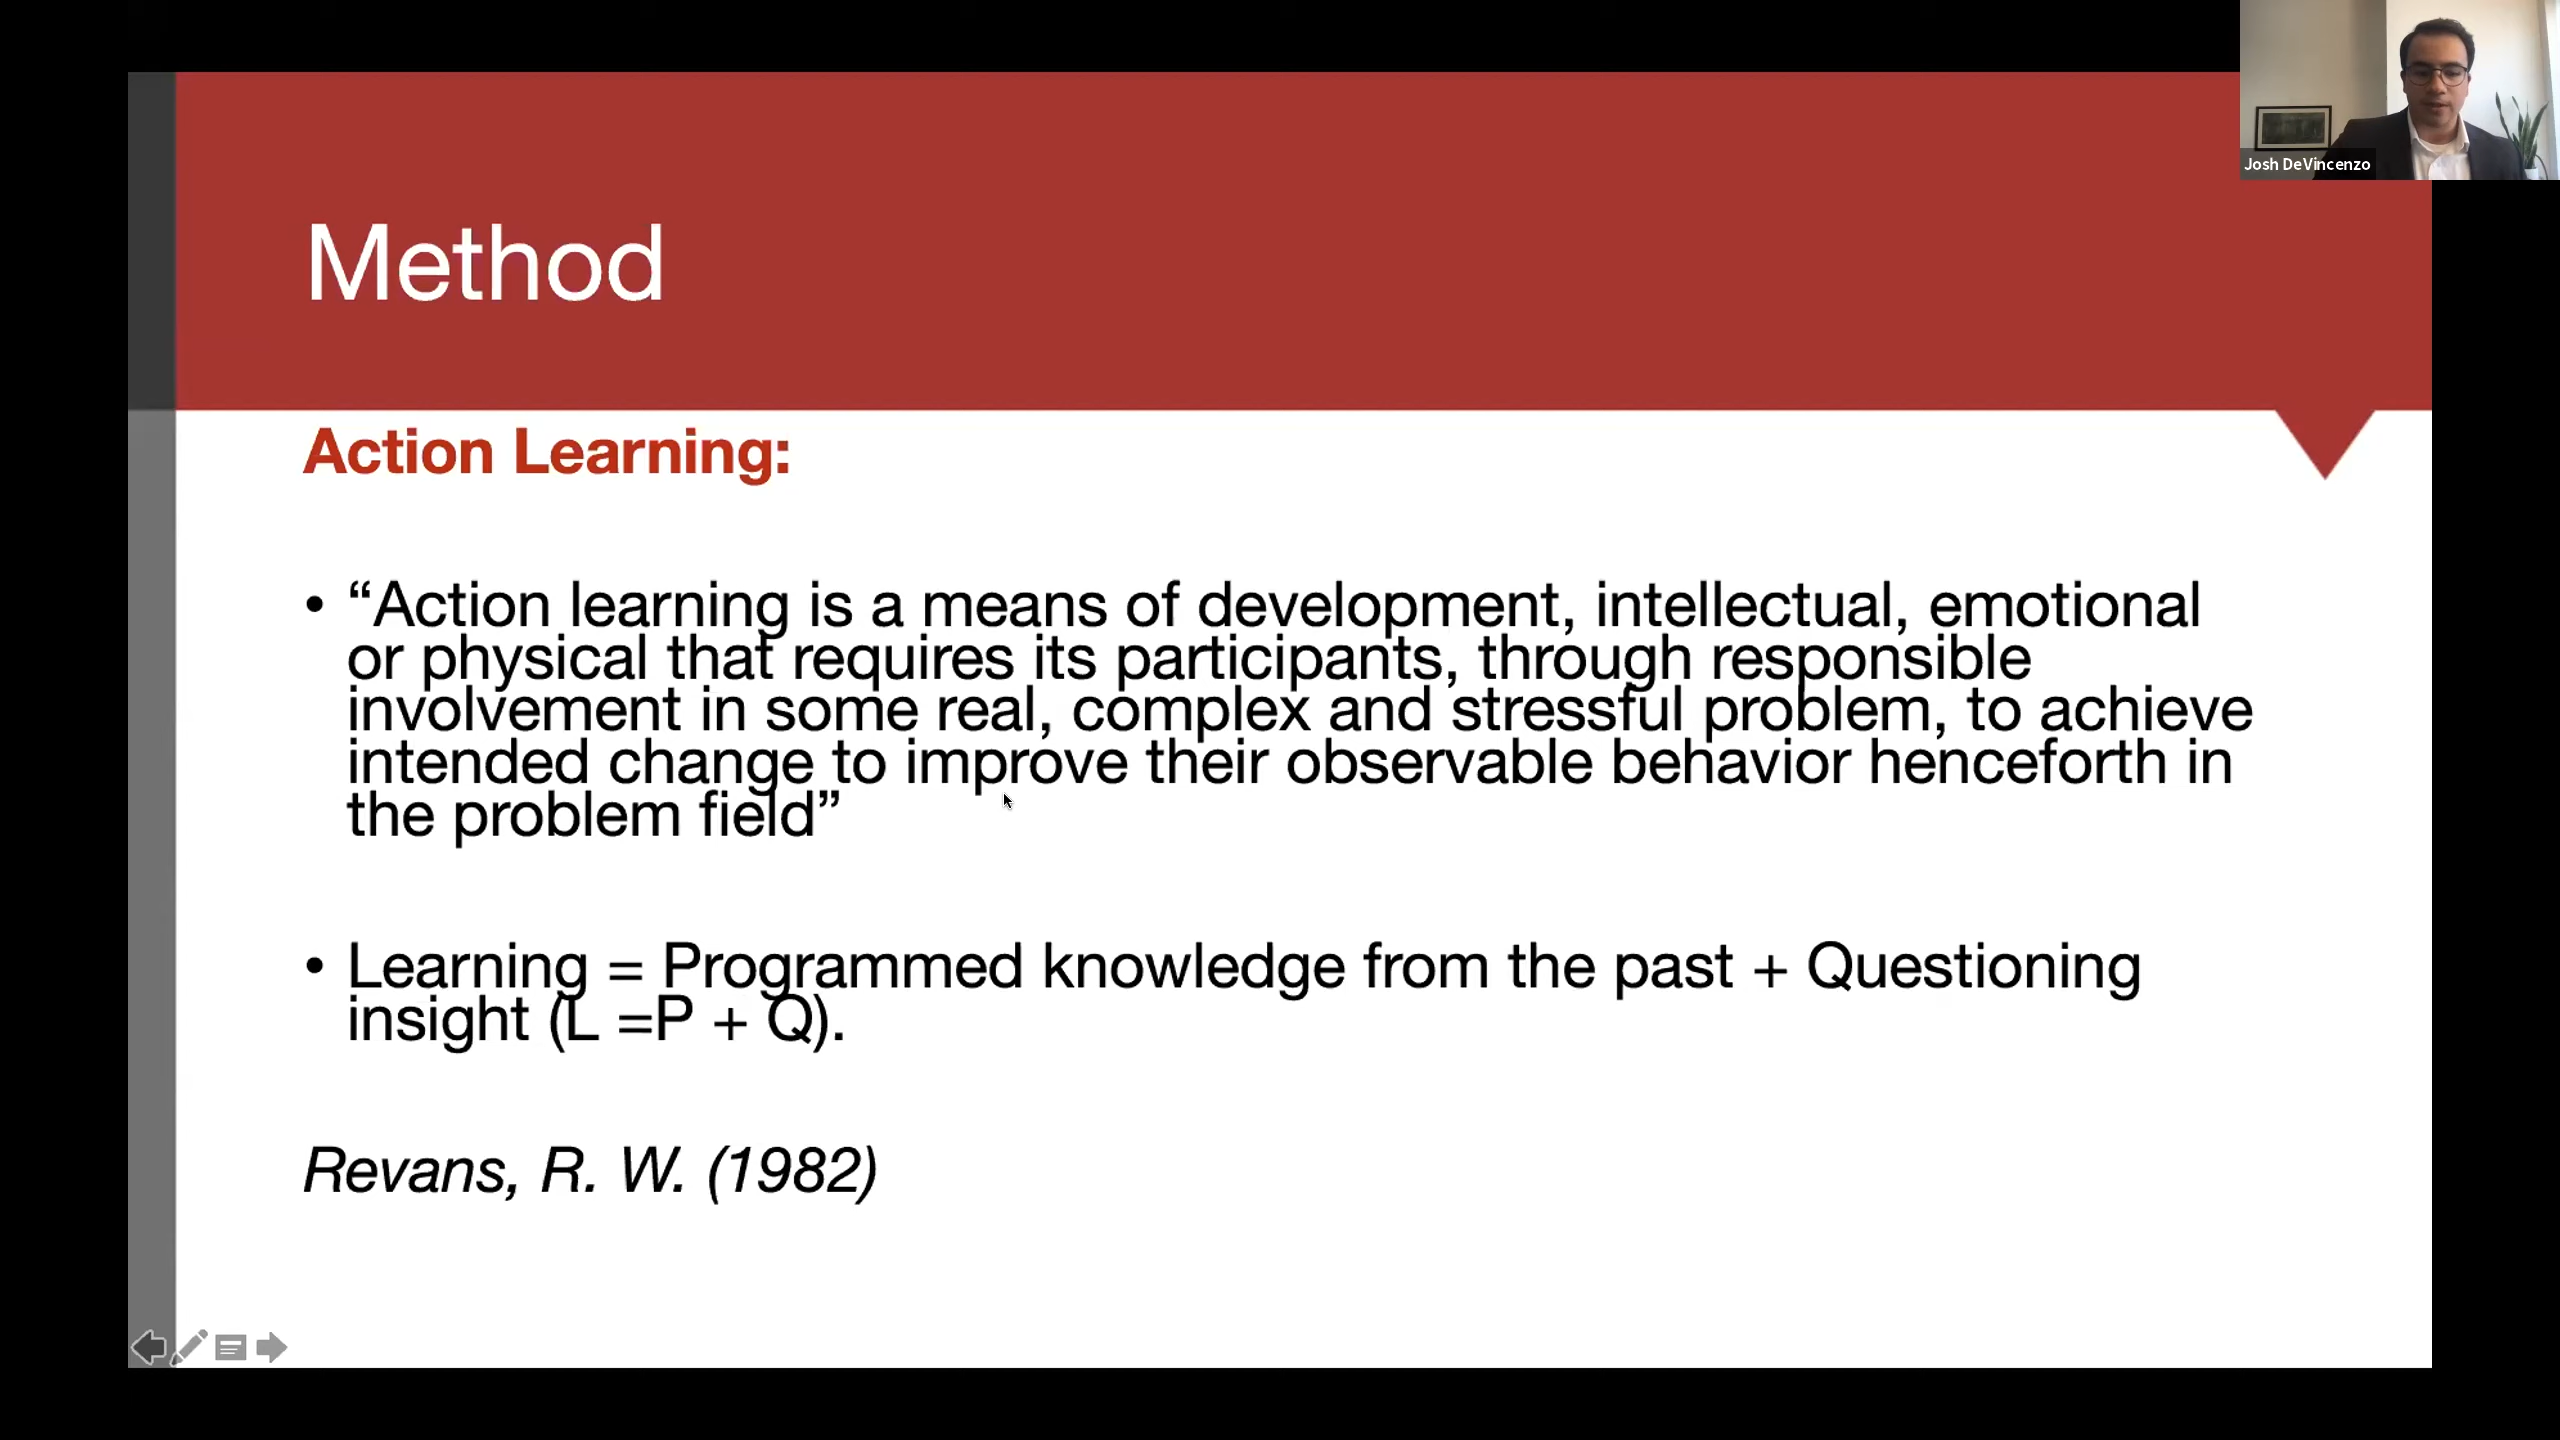 Josh DeVincenzo
Method
Action Learning:
• “Action learning is a means of development, intellectual, emotional
or physical that requires its participants, through responsible
involvement in some real, complex and stressful problem, to achieve
intended change to improve their observable behavior henceforth in
the problem field”
• Learning = Programmed knowledge from the past + Questioning
insight (L =P + Q).
Revans, R. W. (1982)